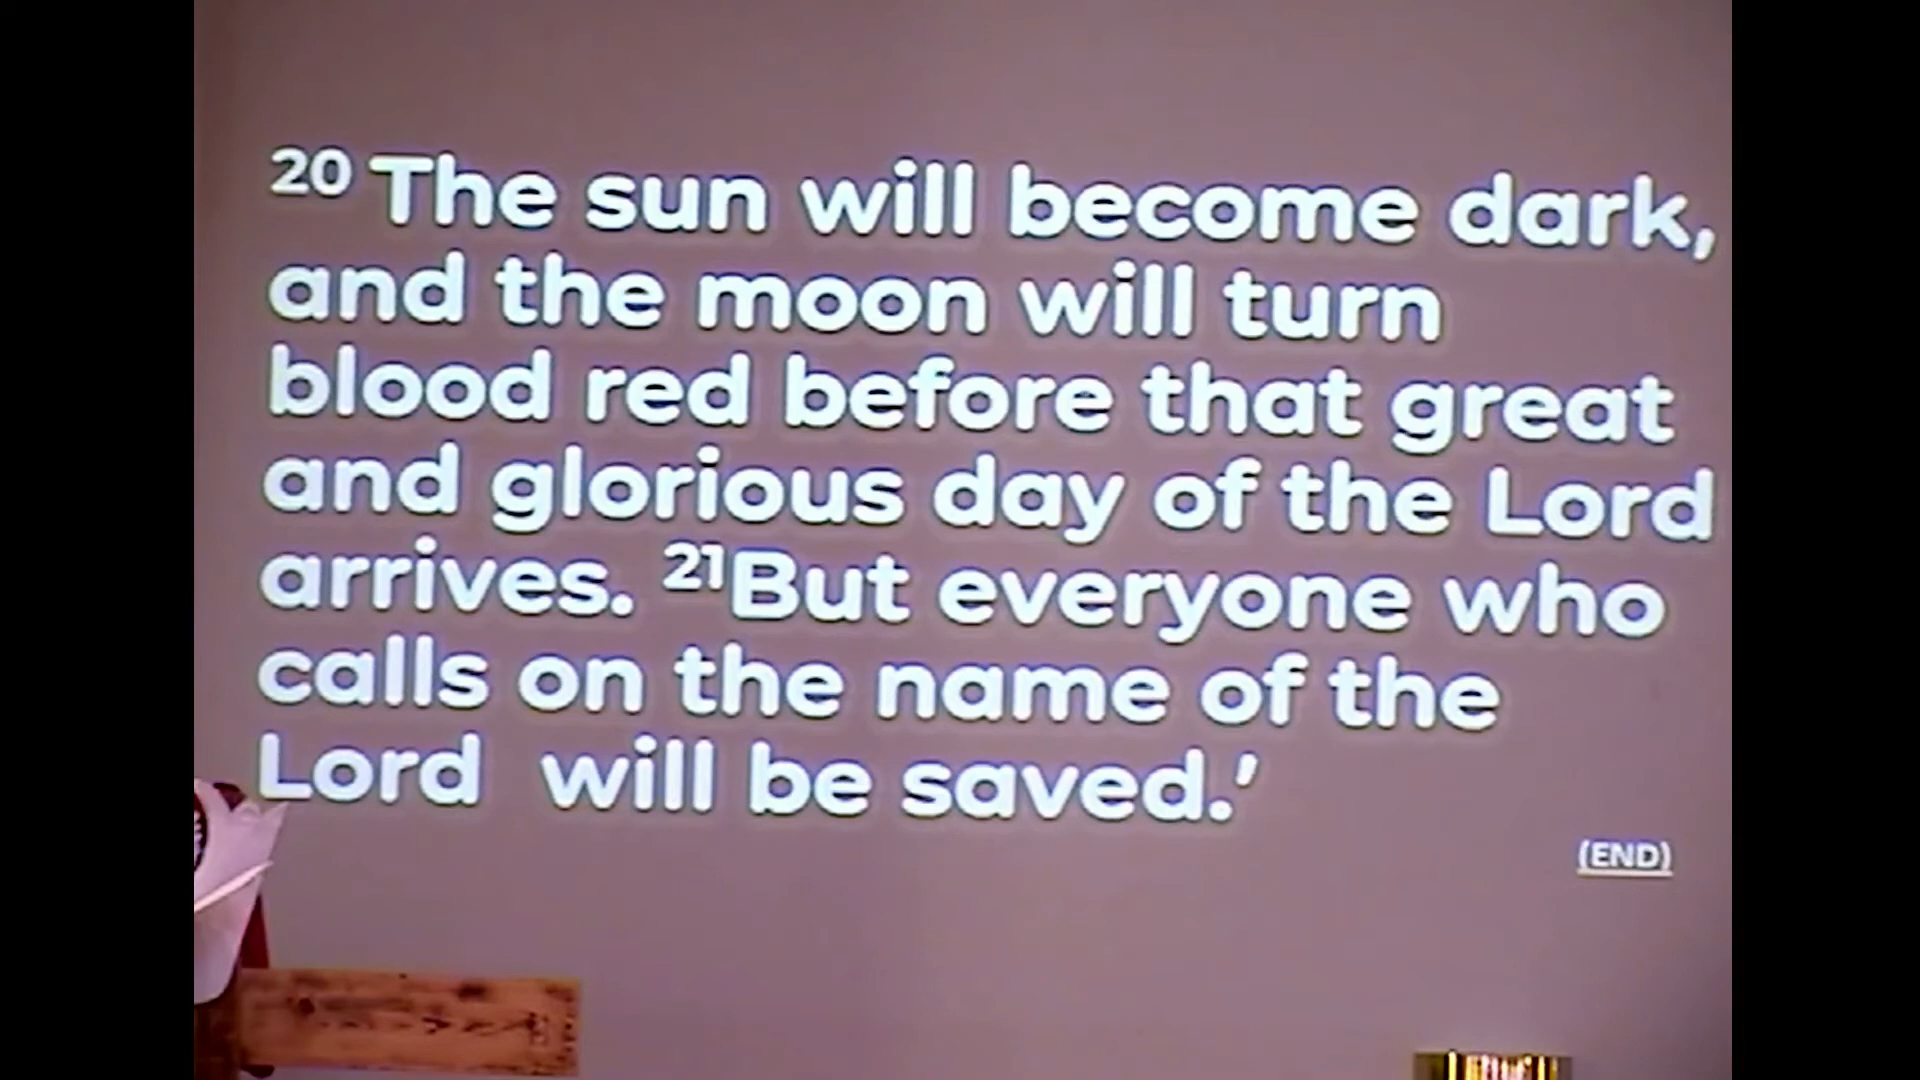 20 The sun will become dark,
and the moon will turn
blood red before that great
and glorious day of the Lord
arrives. 21But everyone who
calls on the name of the
Lord  will be saved.'
(END)